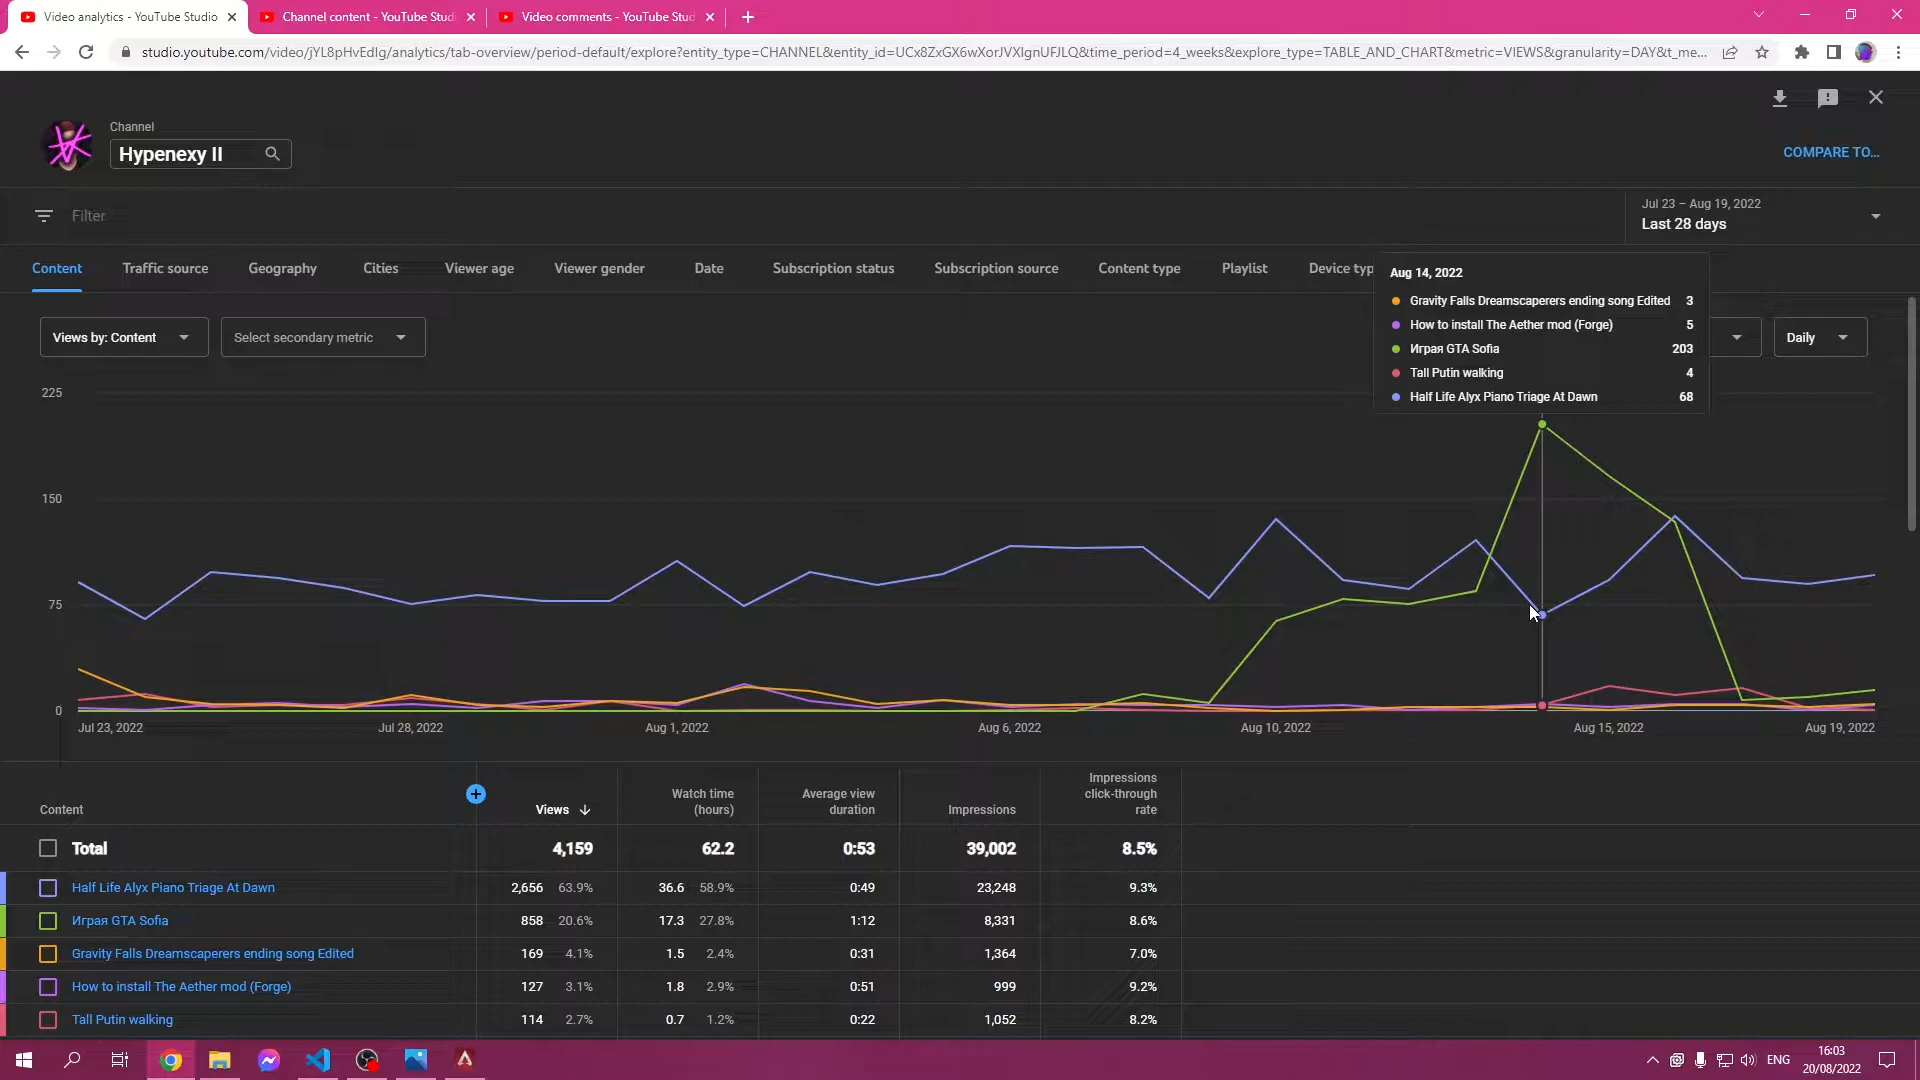 Video analytics - YouTube Studio
Channel content - YouTube Studi
Video comments - YouTube Stud
studio.youtube.com/video/jYL8pHvEdIg/analytics/tab-overview/period-default/explore?entity_type=CHANNEL&entity_id=UCx8ZxGX6wXorJVXIgnUFJLQ&time_period=4_weeks&explore_type=TABLE_AND_CHART&metric=VIEWS&granularity=DAY&t_me...
Channel
Hypenexy II
COMPARE TO...
Filter
Jul 23 – Aug 19, 2022
Last 28 days
Content Traffic source Geography Cities Viewer age Viewer gender Date Subscription status Subscription source Content type Playlist Device typ
Aug 14, 2022
Gravity Falls Dreamscaperers ending song Edited 3
How to install The Aether mod (Forge) 5
Играя GTA Sofia 203
Tall Putin walking 4
Half Life Alyx Piano Triage At Dawn 68
Views by: Content Select secondary metric Daily
225
150
75
0
Jul 23, 2022 Jul 28, 2022 Aug 1, 2022 Aug 6, 2022 Aug 10, 2022 Aug 15, 2022 Aug 19, 2022
Content Views Watch time (hours) Average view duration Impressions Impressions click-through rate
Total 4,159 62.2 0:53 39,002 8.5%
Half Life Alyx Piano Triage At Dawn 2,656 63.9% 36.6 58.9% 0:49 23,248 9.3%
Играя GTA Sofia 858 20.6% 17.3 27.8% 1:12 8,331 8.6%
Gravity Falls Dreamscaperers ending song Edited 169 4.1% 1.5 2.4% 0:31 1,364 7.0%
How to install The Aether mod (Forge) 127 3.1% 1.8 2.9% 0:51 999 9.2%
Tall Putin walking 114 2.7% 0.7 1.2% 0:22 1,052 8.2%
ENG
16:03
20/08/2022